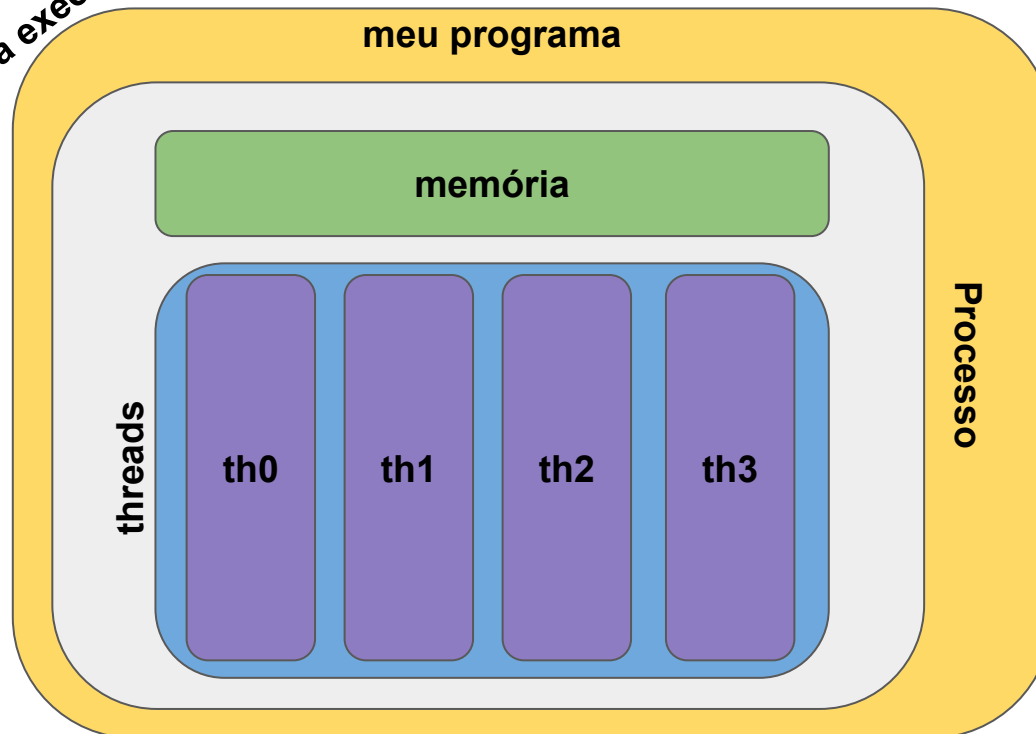 a exec
meu programa
memória
Processo
threads
th0 th1 th2 th3